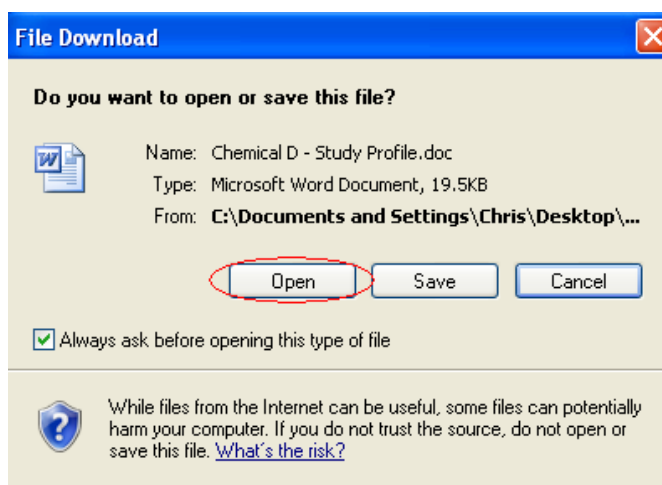 File Download
Do you want to open or save this file?
Name: Chemical D - Study Profile.doc
Type: Microsoft Word Document, 19.5KB
From: C:\Documents and Settings\Chris\Desktop\...
Open Save Cancel
Always ask before opening this type of file
While files from the Internet can be useful, some files can potentially
harm your computer. If you do not trust the source, do not open or
save this file. What's the risk?